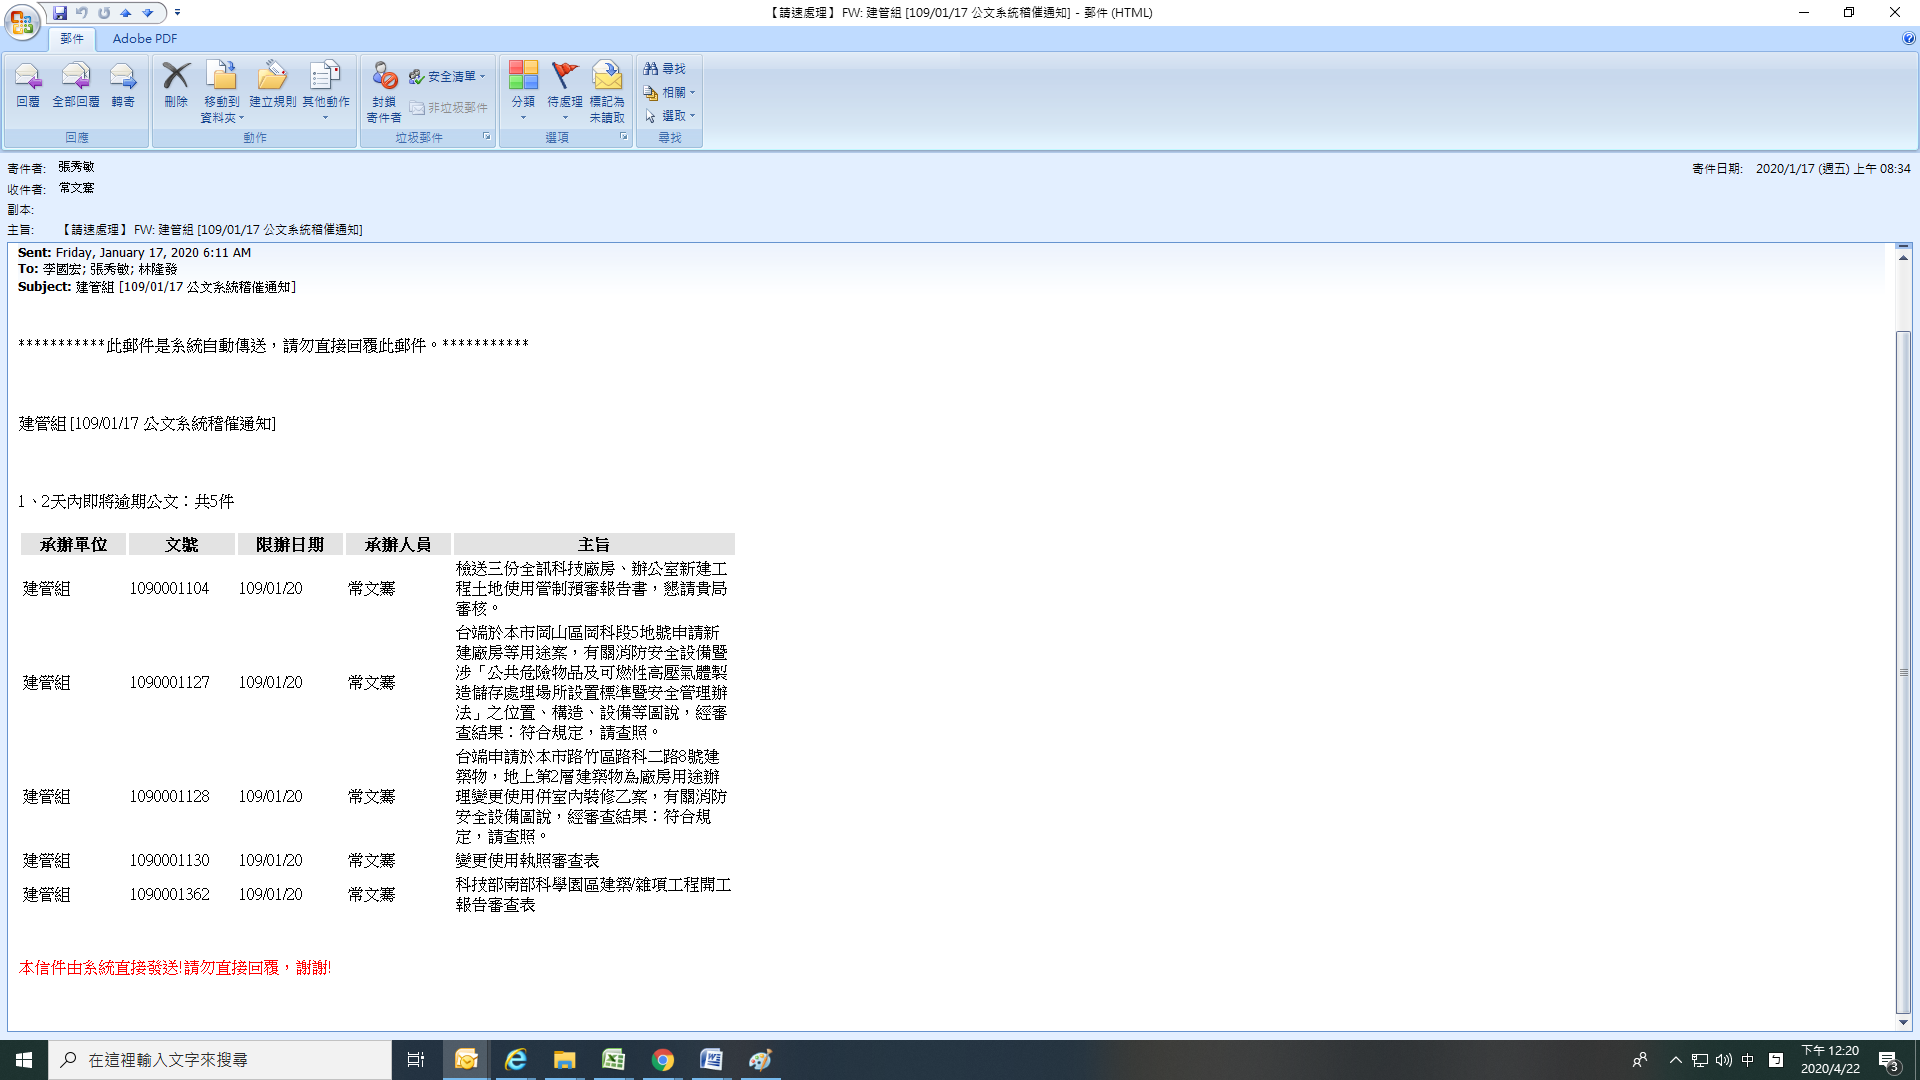 【請速處理】 FW: 建管組 [109/01/17 公文系統稽催通知] - 郵件 (HTML)
郵件 Adobe PDF
回覆 全部回覆 轉寄
回應
刪除 移動到資料夾 建立規則 其他動作
動作
封鎖寄件者 安全清單 非垃圾郵件
垃圾郵件
分類 待處理 標記為未讀取
選項
尋找
相關
選取
尋找
寄件者: 張秀敏
寄件日期: 2020/1/17 (週五) 上午 08:34
收件者: 常文騫
副本:
主旨: 【請速處理】 FW: 建管組 [109/01/17 公文系統稽催通知]
Sent: Friday, January 17, 2020 6:11 AM
To: 李國宏; 張秀敏; 林隆發
Subject: 建管組 [109/01/17 公文系統稽催通知]
***********此郵件是系統自動傳送，請勿直接回覆此郵件。***********
建管組 [109/01/17 公文系統稽催通知]
1、2天內即將逾期公文：共5件
承辦單位 文號 限辦日期 承辦人員 主旨
建管組 1090001104 109/01/20 常文騫
檢送三份全訊科技廠房、辦公室新建工
程土地使用管制預審報告書，懇請貴局
審核。
建管組 1090001127 109/01/20 常文騫
台端於本市岡山區岡科段5地號申請新
建廠房等用途案，有關消防安全設備暨
涉「公共危險物品及可燃性高壓氣體製
造儲存處理場所設置標準暨安全管理辦
法」之位置、構造、設備等圖說，經審
查結果：符合規定，請查照。
建管組 1090001128 109/01/20 常文騫
台端申請於本市路竹區路科二路8號建
築物，地上第2層建築物為廠房用途辦
理變更使用併室內裝修乙案，有關消防
安全設備圖說，經審查結果：符合規
定，請查照。
建管組 1090001130 109/01/20 常文騫 變更使用執照審查表
建管組 1090001362 109/01/20 常文騫
科技部南部科學園區建築/雜項工程開工
報告審查表
本信件由系統直接發送!請勿直接回覆，謝謝!
在這裡輸入文字來搜尋
中
下午 12:20
2020/4/22
3